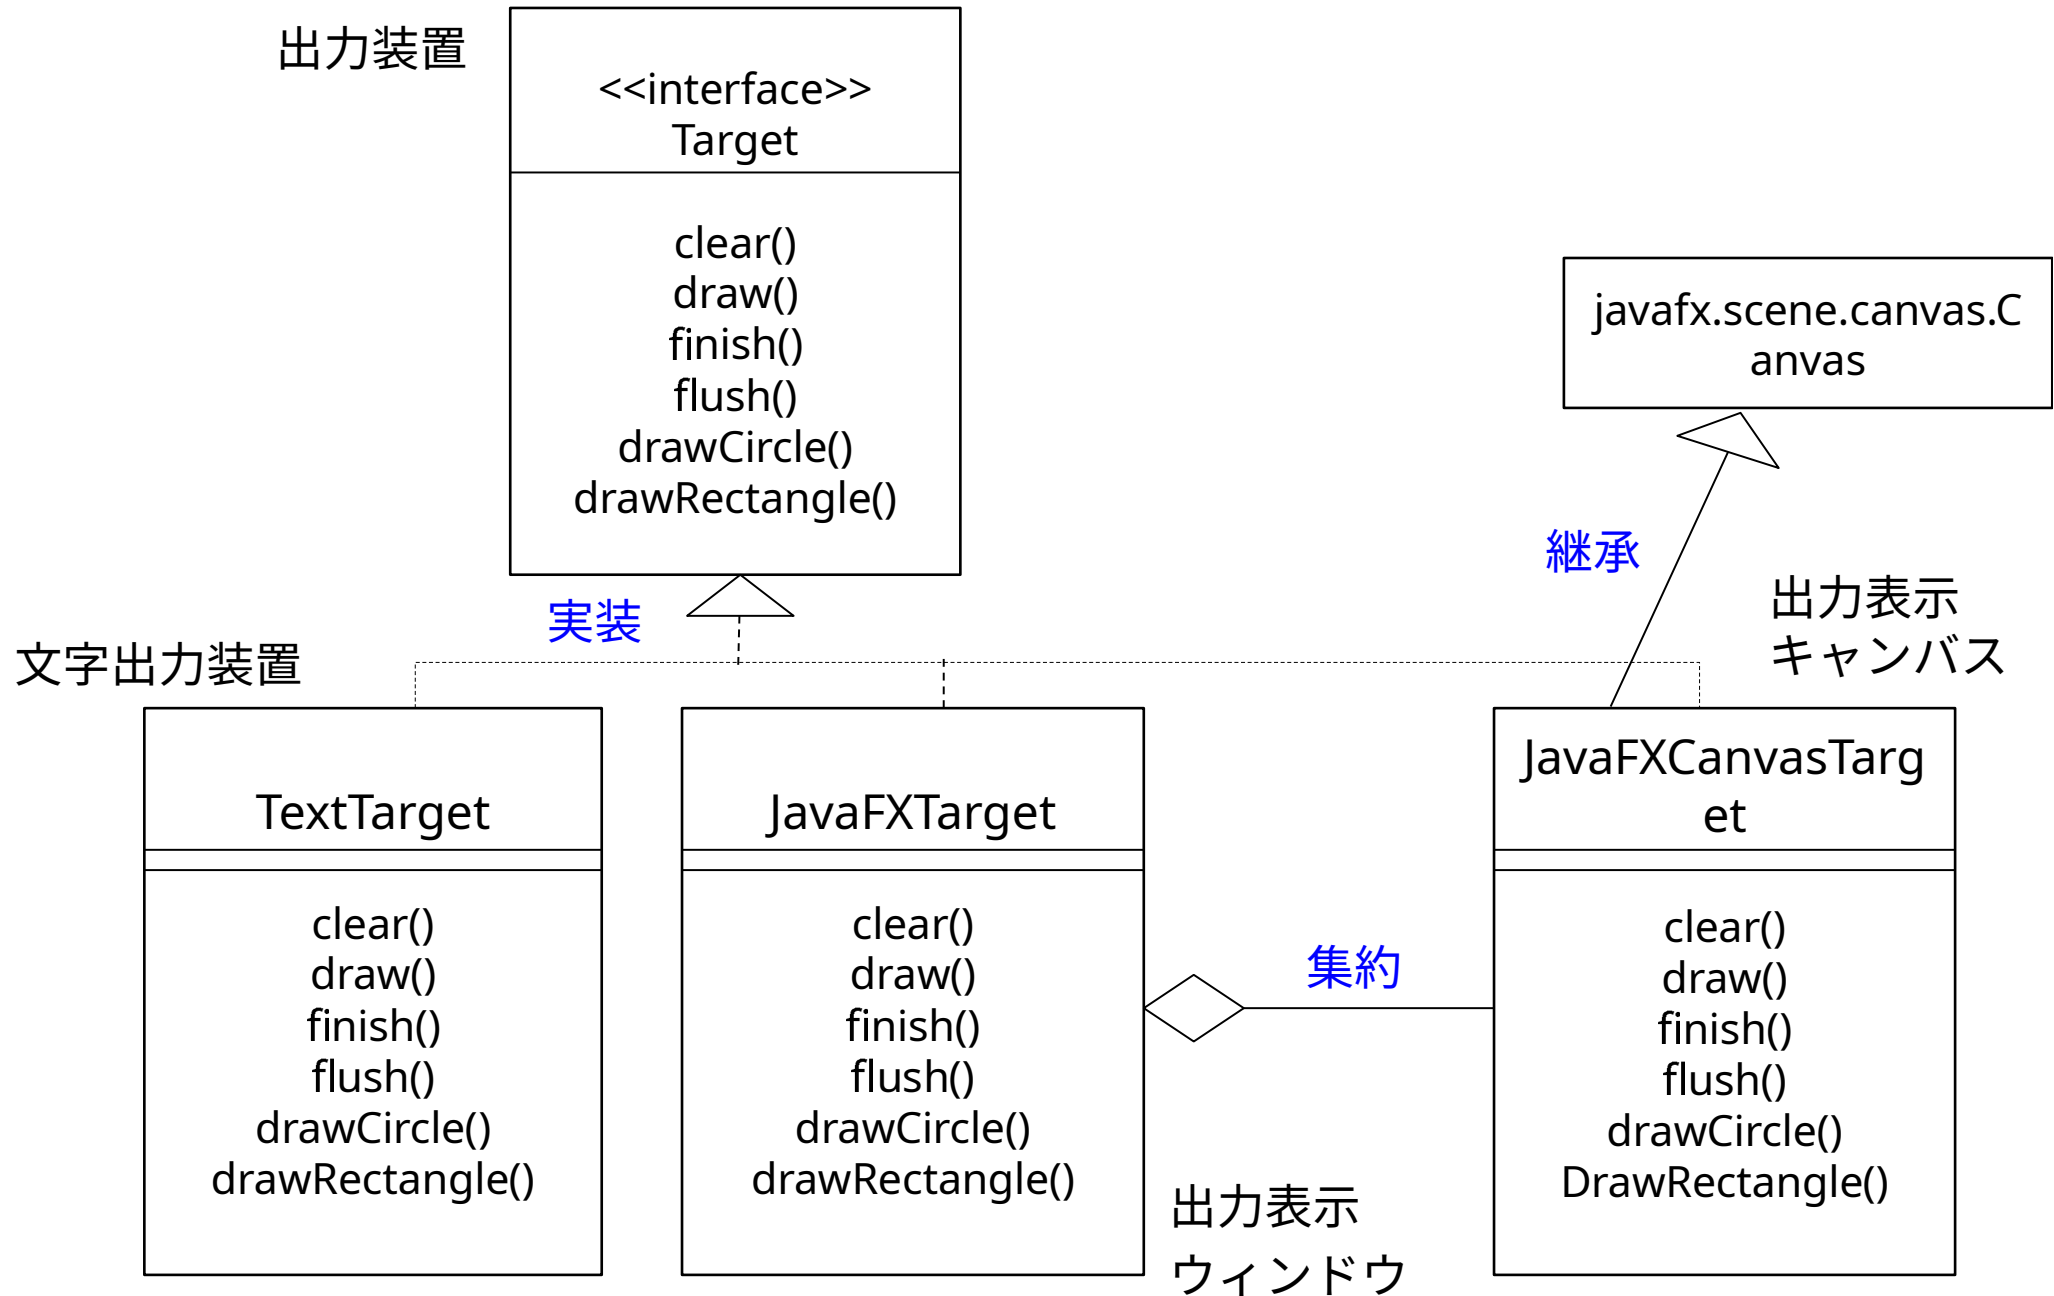 出力装置
<<interface>>
Target
clear()
draw()
finish()
flush()
drawCircle()
drawRectangle()
javafx.scene.canvas.C
anvas
継承
実装
出力表示
キャンバス
文字出力装置
TextTarget
clear()
draw()
finish()
flush()
drawCircle()
drawRectangle()
JavaFXTarget
clear()
draw()
finish()
flush()
drawCircle()
drawRectangle()
集約
出力表示
ウィンドウ
JavaFXCanvasTarg
et
clear()
draw()
finish()
flush()
drawCircle()
DrawRectangle()